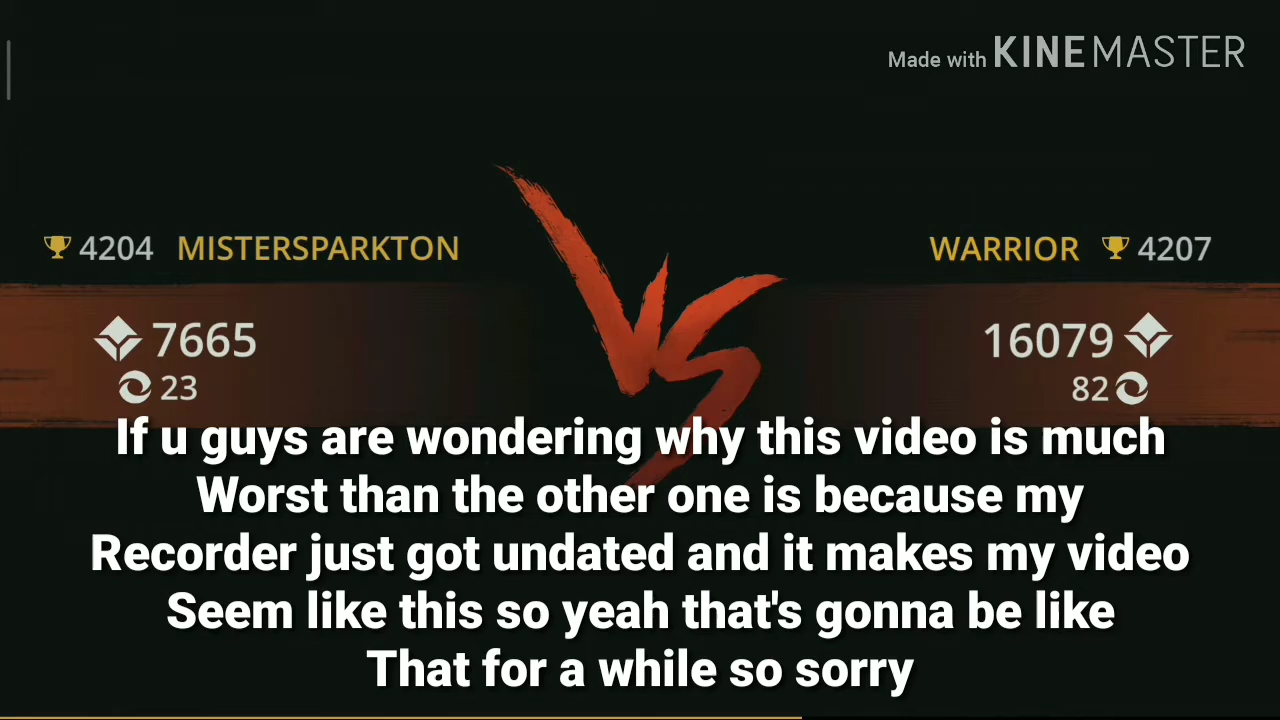 Made with KINEMASTER
4204 MISTERSPARKTON
WARRIOR 4207
VS
7665
16079
23
82
If u guys are wondering why this video is much
Worst than the other one is because my
Recorder just got undated and it makes my video
Seem like this so yeah that's gonna be like
That for a while so sorry